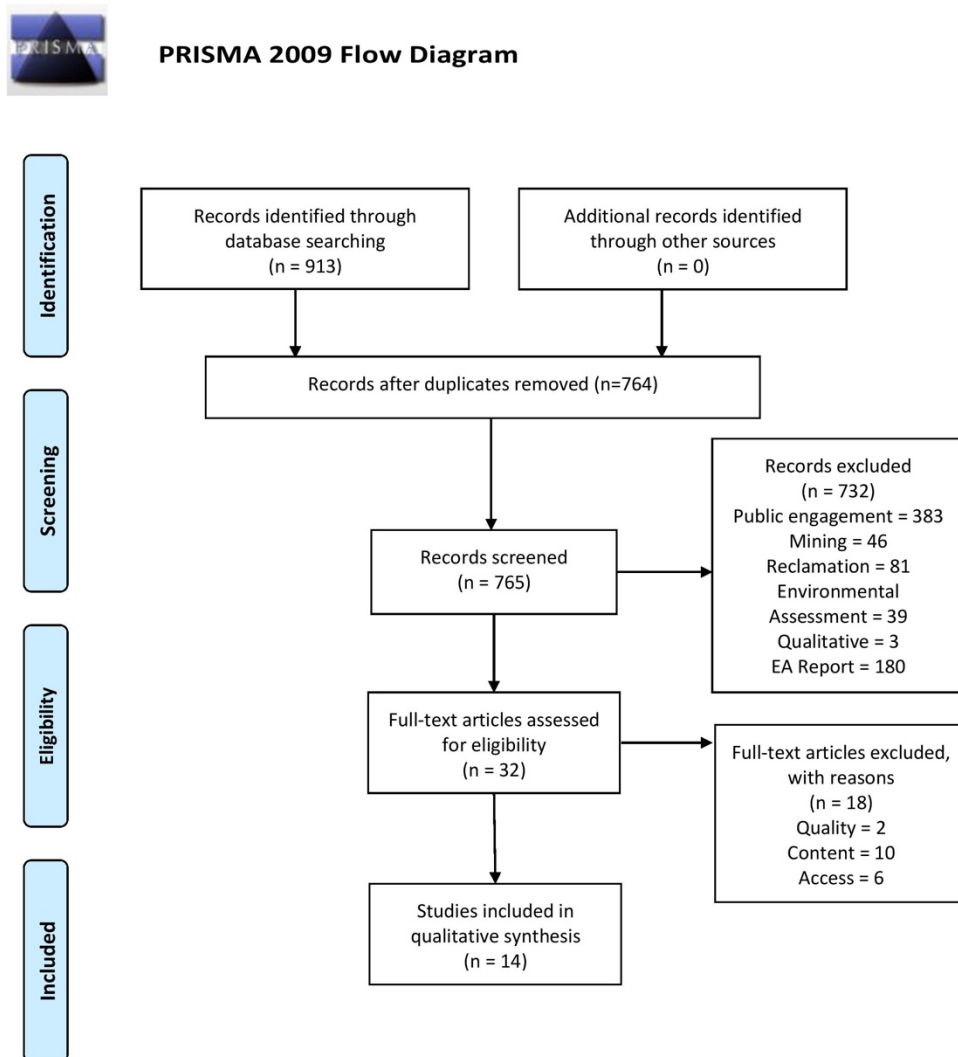 PRISMA
PRISMA 2009 Flow Diagram
Identification
Records identified through
database searching
(n = 913)
Additional records identified
through other sources
(n = 0)
Records after duplicates removed (n=764)
Screening
Records screened
(n = 765)
Records excluded
(n = 732)
Public engagement = 383
Mining = 46
Reclamation = 81
Environmental
Assessment = 39
Qualitative = 3
EA Report = 180
Eligibility
Full-text articles assessed
for eligibility
(n = 32)
Full-text articles excluded,
with reasons
(n = 18)
Quality = 2
Content = 10
Access = 6
Included
Studies included in
qualitative synthesis
(n = 14)